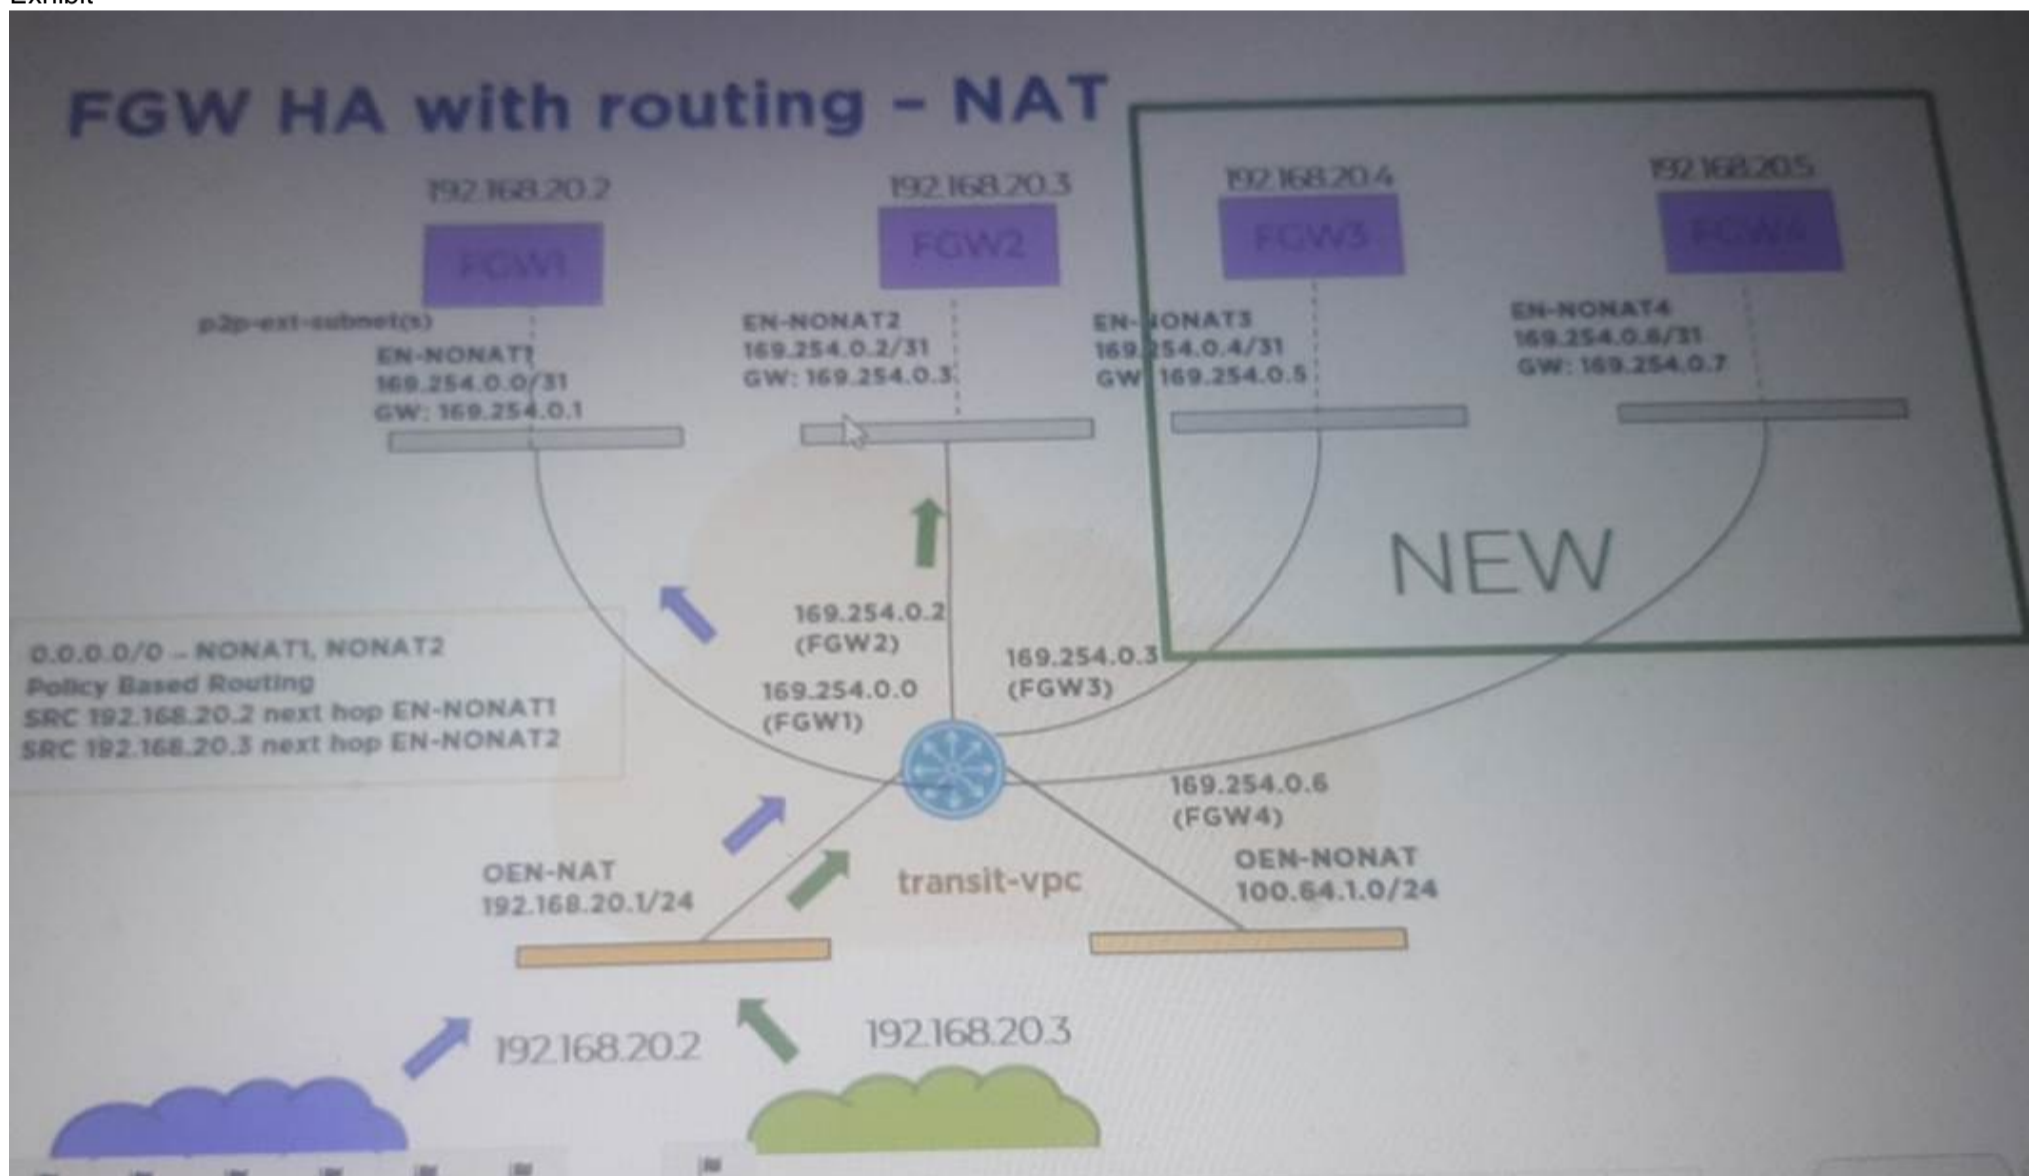 Exhibit
FGW HA with routing – NAT
192.168.20.2
192.168.20.3
192.168.20.4
192.168.20.5
FGW1
FGW2
FGW3
FGW4
p2p-ext-subnet(s)
EN-NONAT1
169.254.0.0/31
GW: 169.254.0.1
EN-NONAT2
169.254.0.2/31
GW: 169.254.0.3
EN-NONAT3
169.254.0.4/31
GW 169.254.0.5
EN-NONAT4
169.254.0.6/31
GW: 169.254.0.7
NEW
0.0.0.0/0 – NONAT1, NONAT2
Policy Based Routing
SRC 192.168.20.2 next hop EN-NONAT1
SRC 192.168.20.3 next hop EN-NONAT2
169.254.0.2
(FGW2)
169.254.0.0
(FGW1)
169.254.0.3
(FGW3)
169.254.0.6
(FGW4)
OEN-NAT
192.168.20.1/24
transit-vpc
OEN-NONAT
100.64.1.0/24
192.168.20.2
192.168.20.3